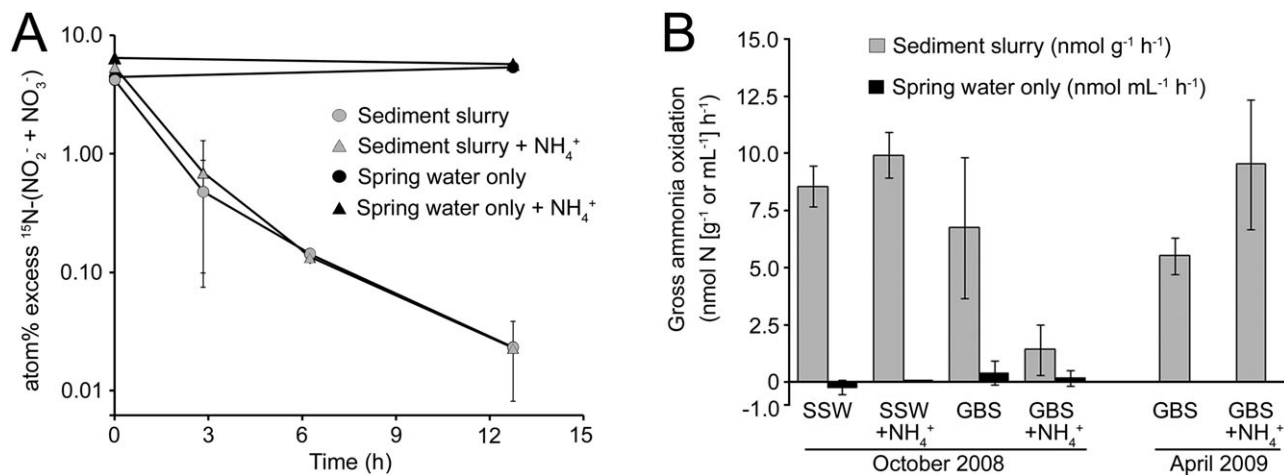 A
atom% excess ¹⁵N-(NO₂⁻ + NO₃⁻)
10.0
1.00
0.10
0.01
0
3
6
9
12
15
Time (h)
Sediment slurry
Sediment slurry + NH₄⁺
Spring water only
Spring water only + NH₄⁺
B
Gross ammonia oxidation
(nmol N [g⁻¹ or mL⁻¹] h⁻¹)
15.0
12.5
10.0
7.5
5.0
2.5
0
-1.0
Sediment slurry (nmol g⁻¹ h⁻¹)
Spring water only (nmol mL⁻¹ h⁻¹)
SSW
SSW
+NH₄⁺
GBS
GBS
+NH₄⁺
GBS
GBS
+NH₄⁺
October 2008
April 2009